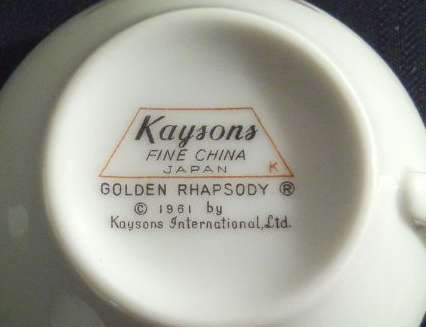 Kaysons
FINE CHINA
JAPAN K
GOLDEN RHAPSODY ®
© 1961 by
Kaysons International, Ltd.